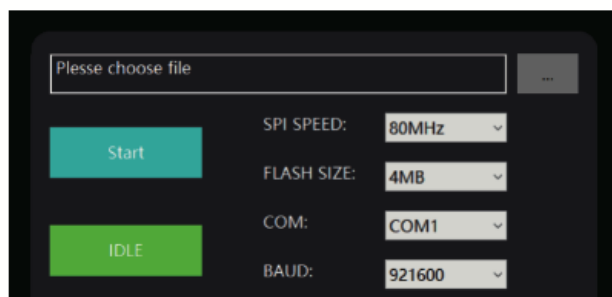 Plesse choose file
...
SPI SPEED: 80MHz
Start
FLASH SIZE: 4MB
COM: COM1
IDLE
BAUD: 921600